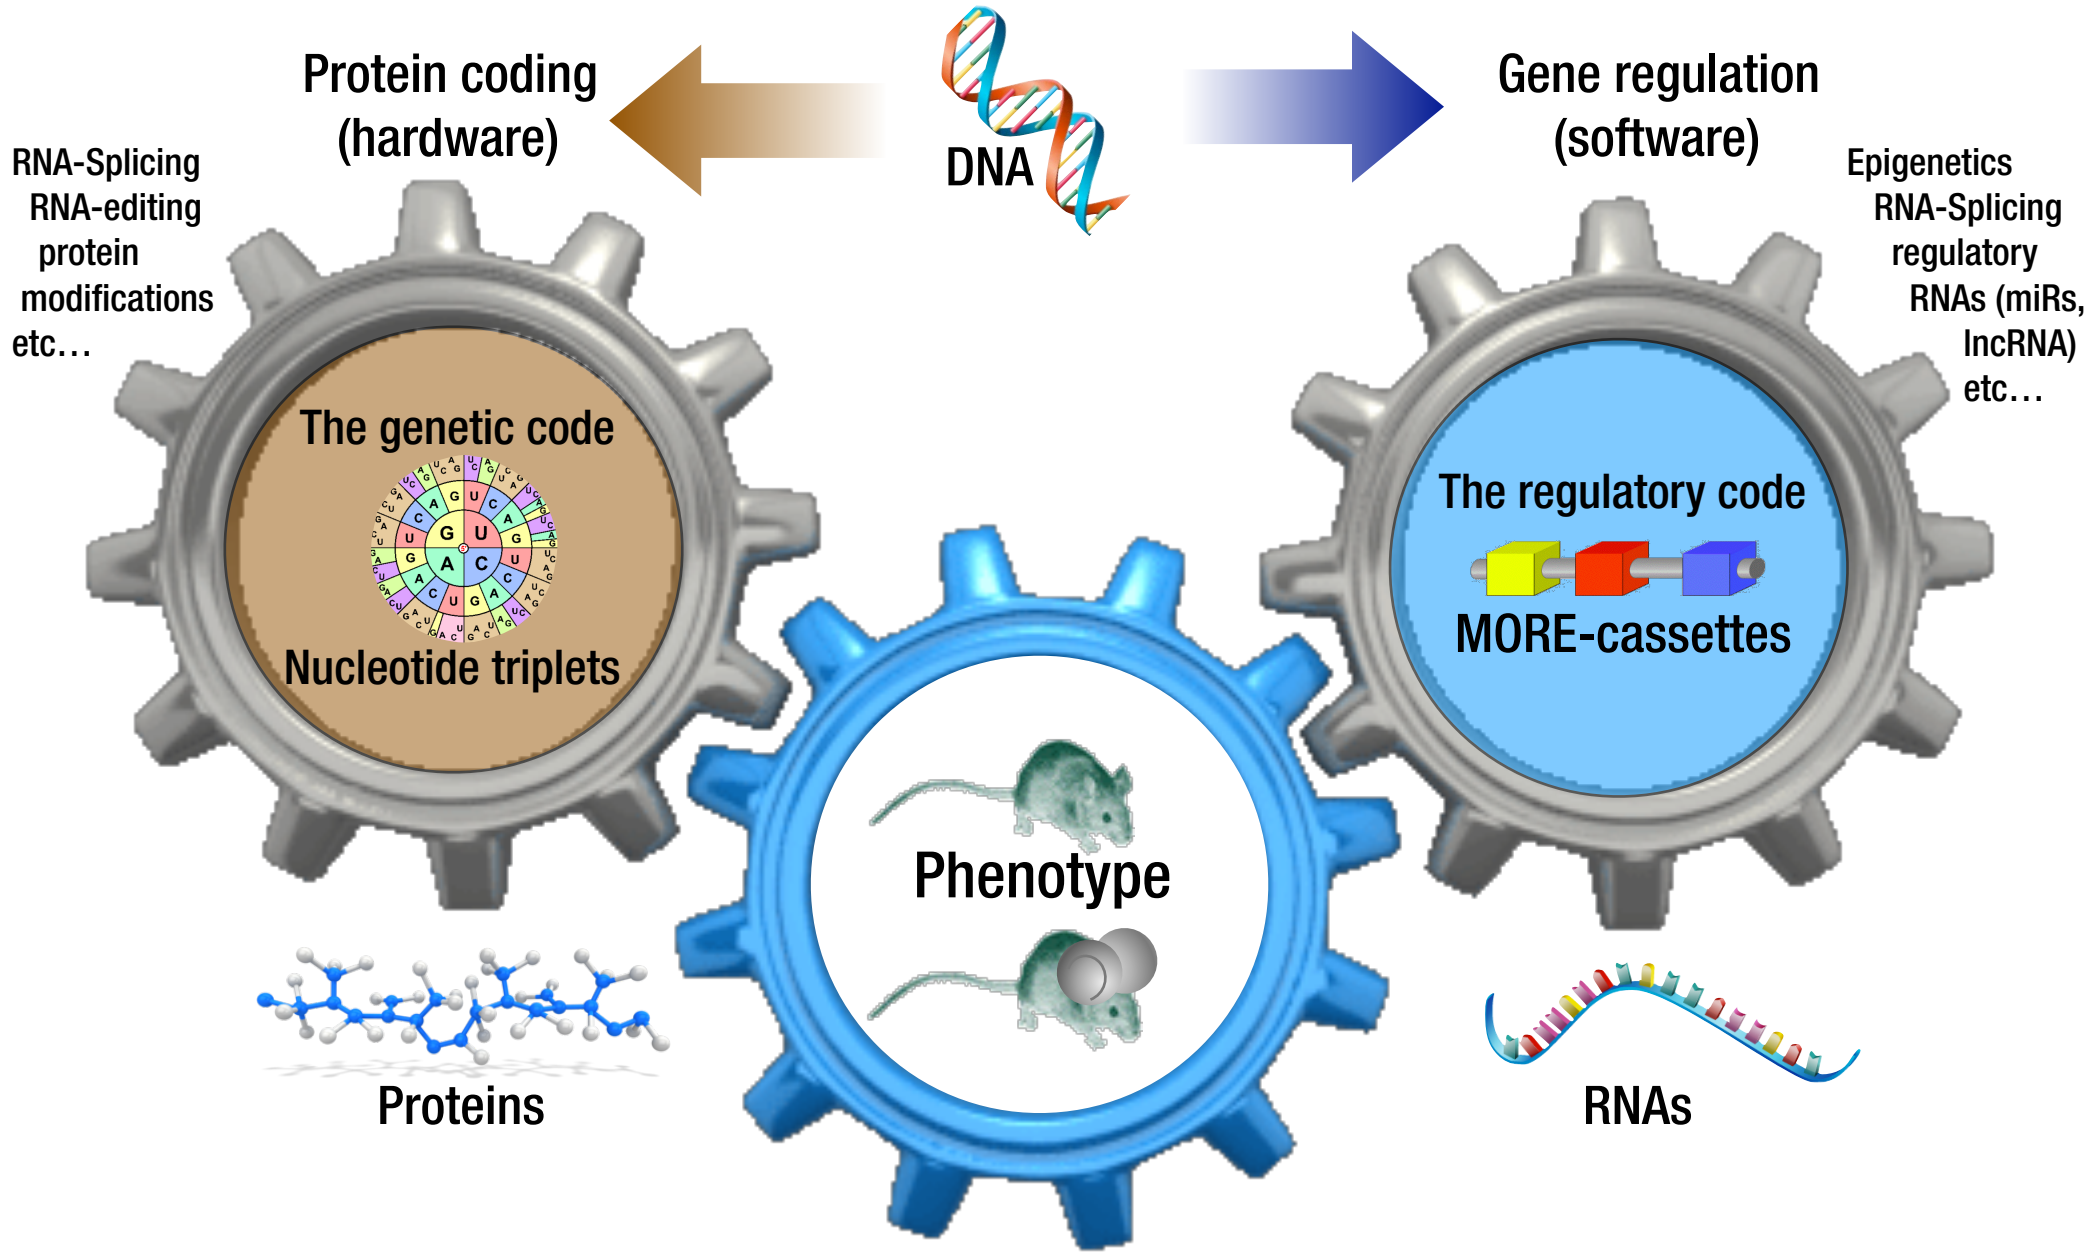 Protein coding
(hardware)
DNA
Gene regulation
(software)
RNA-Splicing
RNA-editing
protein
modifications
etc...
Epigenetics
RNA-Splicing
regulatory
RNAs (miRs,
lncRNA)
etc...
The genetic code
G U
A C
Nucleotide triplets
The regulatory code
MORE-cassettes
Phenotype
Proteins
RNAs